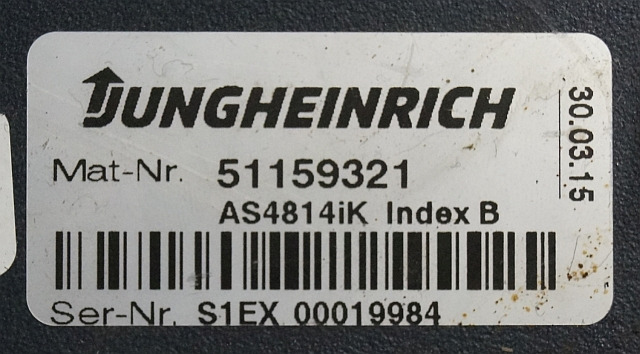 JUNGHEINRICH
Mat-Nr. 51159321
AS4814iK Index B
Ser-Nr. S1EX 00019984
30.03.15